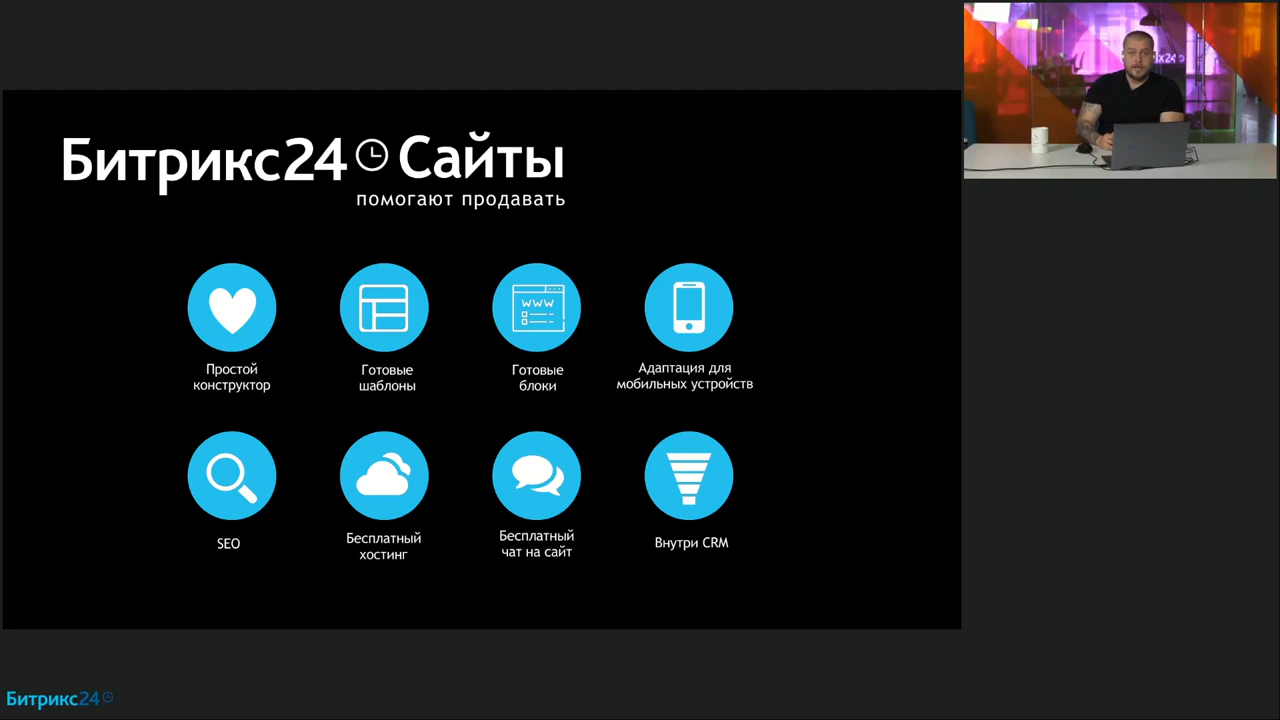 Битрикс24 Сайты
помогают продавать
Простой
конструктор
Готовые
шаблоны
WWW
Готовые
блоки
Адаптация для
мобильных устройств
SEO
Бесплатный
хостинг
Бесплатный
чат на сайт
Внутри CRM
Битрикс24